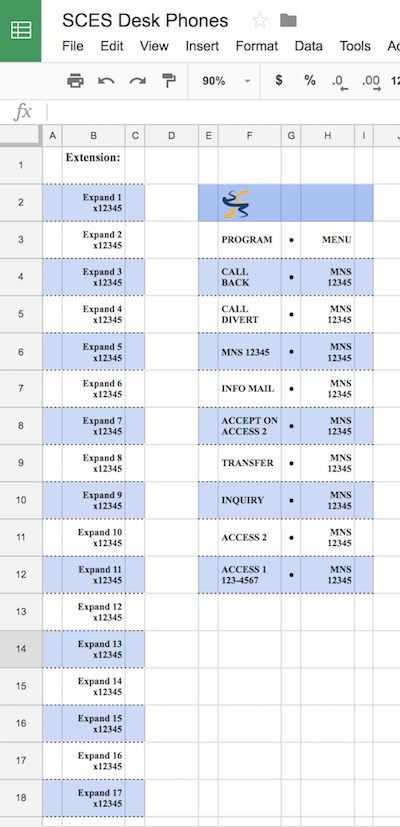 SCES Desk Phones
File Edit View Insert Format Data Tools
90% $ % .0 .00
fx
A B C D E F G H I
1 Extension:
2 Expand 1
x12345
3 Expand 2
x12345 PROGRAM • MENU
4 Expand 3
x12345 CALL
BACK • MNS
12345
5 Expand 4
x12345 CALL
DIVERT • MNS
12345
6 Expand 5
x12345 MNS 12345 • MNS
12345
7 Expand 6
x12345 INFO MAIL • MNS
12345
8 Expand 7
x12345 ACCEPT ON
ACCESS 2 • MNS
12345
9 Expand 8
x12345 TRANSFER • MNS
12345
10 Expand 9
x12345 INQUIRY • MNS
12345
11 Expand 10
x12345 ACCESS 2 • MNS
12345
12 Expand 11
x12345 ACCESS 1
123-4567 • MNS
12345
13 Expand 12
x12345
14 Expand 13
x12345
15 Expand 14
x12345
16 Expand 15
x12345
17 Expand 16
x12345
18 Expand 17
x12345